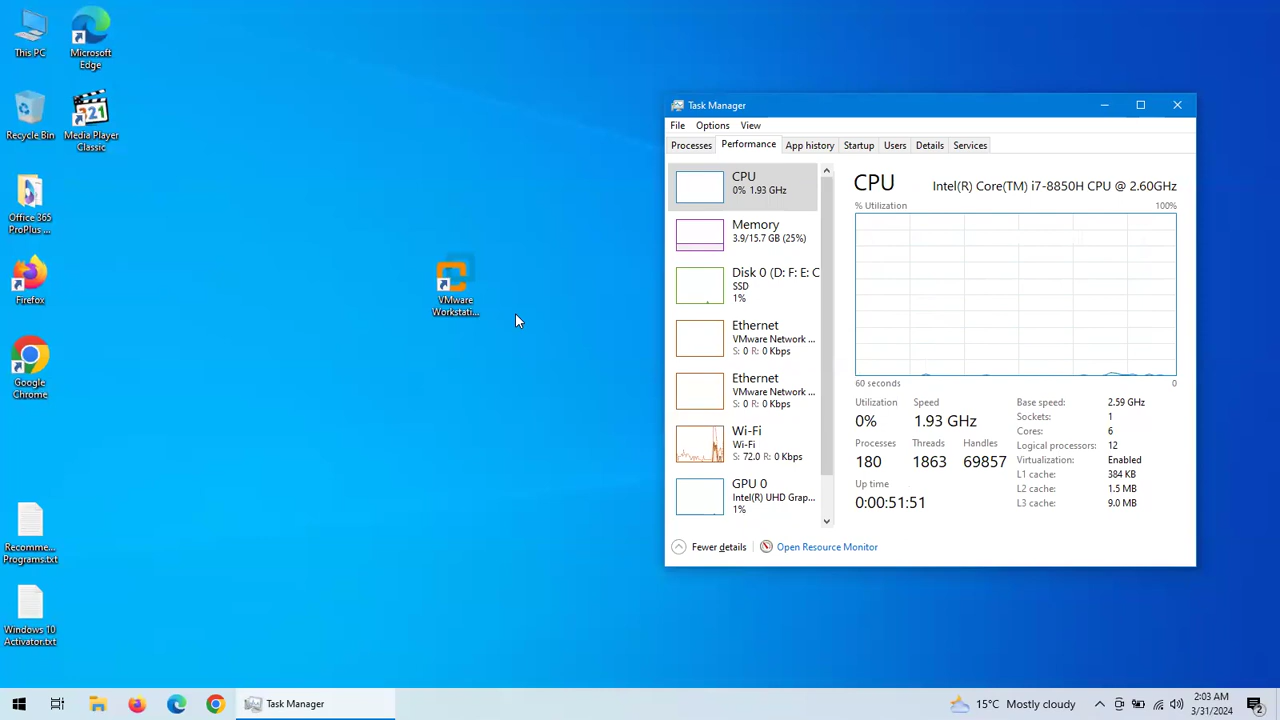 This PC
Microsoft
Edge
Recycle Bin
Media Player
Classic
Office 365
ProPlus ...
Firefox
Google
Chrome
Recomme...
Programs.txt
Windows 10
Activator.txt
VMware
Workstati...
Task Manager
File Options View
Processes Performance App history Startup Users Details Services
CPU
0% 1.93 GHz
Memory
3.9/15.7 GB (25%)
Disk 0 (D: F: E: C
SSD
1%
Ethernet
VMware Network ...
S: 0 R: 0 Kbps
Ethernet
VMware Network ...
S: 0 R: 0 Kbps
Wi-Fi
Wi-Fi
S: 72.0 R: 0 Kbps
GPU 0
Intel(R) UHD Grap...
1%
CPU Intel(R) Core(TM) i7-8850H CPU @ 2.60GHz
% Utilization 100%
60 seconds 0
Utilization Speed
0% 1.93 GHz
Processes Threads Handles
180 1863 69857
Up time
0:00:51:51
Base speed: 2.59 GHz
Sockets: 1
Cores: 6
Logical processors: 12
Virtualization: Enabled
L1 cache: 384 KB
L2 cache: 1.5 MB
L3 cache: 9.0 MB
Fewer details Open Resource Monitor
Task Manager
15°C Mostly cloudy
2:03 AM
3/31/2024
2